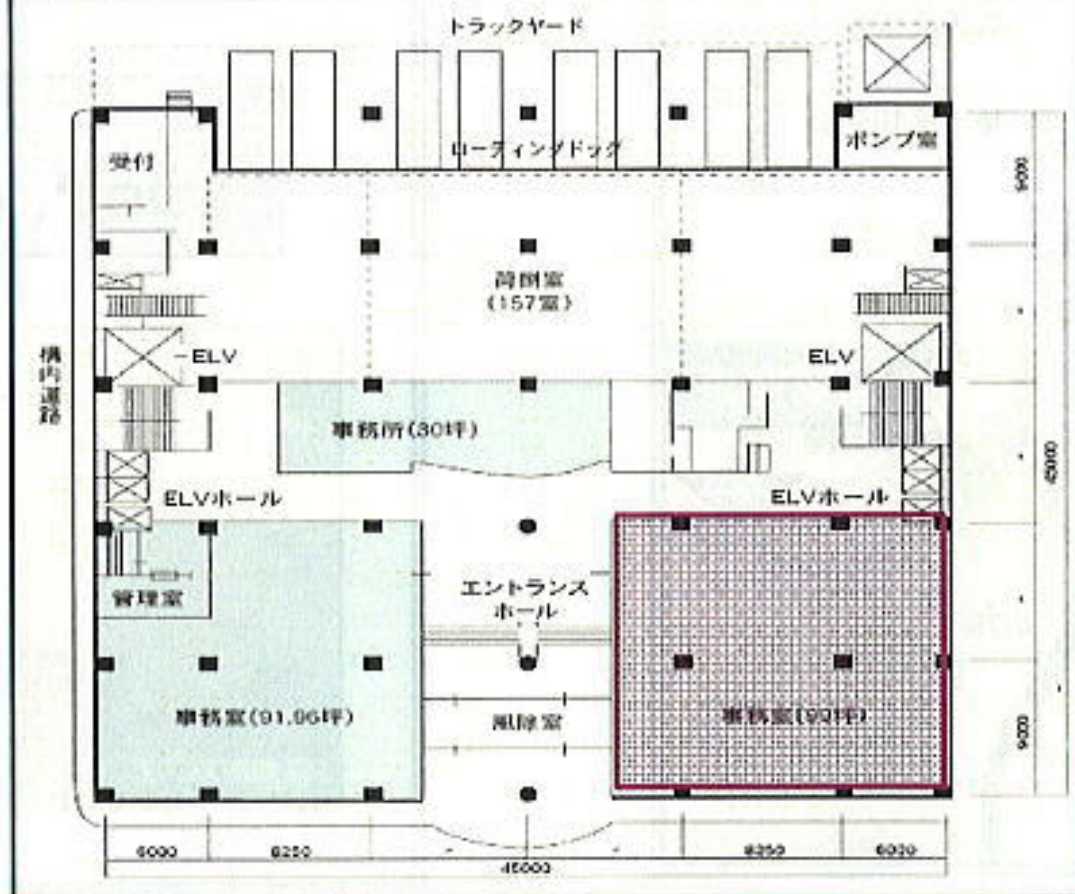 トラックヤード
受付
ローディングドッグ
ポンプ室
9000
荷捌室
(157室)
構内道路
ELV
ELV
事務所(30坪)
45000
ELVホール
ELVホール
エントランス
ホール
管理室
事務室(91.96坪)
風除室
事務室(90坪)
9000
6000
8250
45000
8250
6000